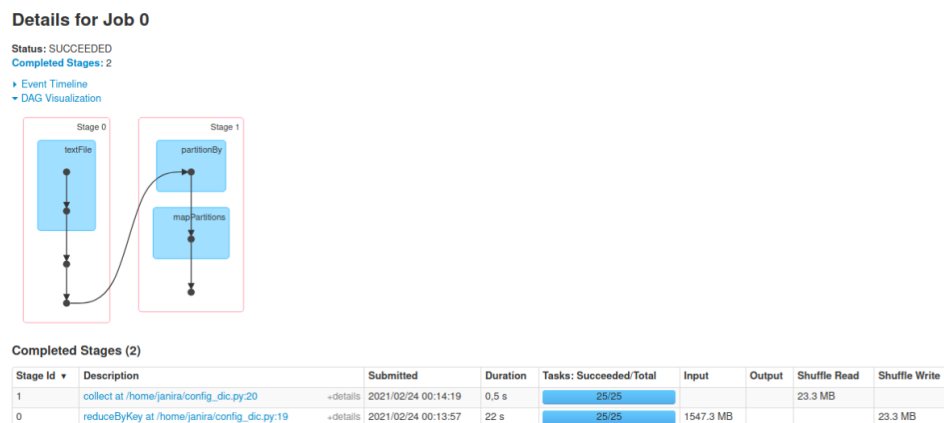 Details for Job 0
Status: SUCCEEDED
Completed Stages: 2
Event Timeline
DAG Visualization
Stage 0
Stage 1
textFile
partitionBy
mapPartitions
Completed Stages (2)
Stage Id ▾ Description Submitted Duration Tasks: Succeeded/Total Input Output Shuffle Read Shuffle Write
1 collect at /home/janira/config_dic.py:20 +details 2021/02/24 00:14:19 0,5 s 25/25 23.3 MB
0 reduceByKey at /home/janira/config_dic.py:19 +details 2021/02/24 00:13:57 22 s 25/25 1547.3 MB 23.3 MB